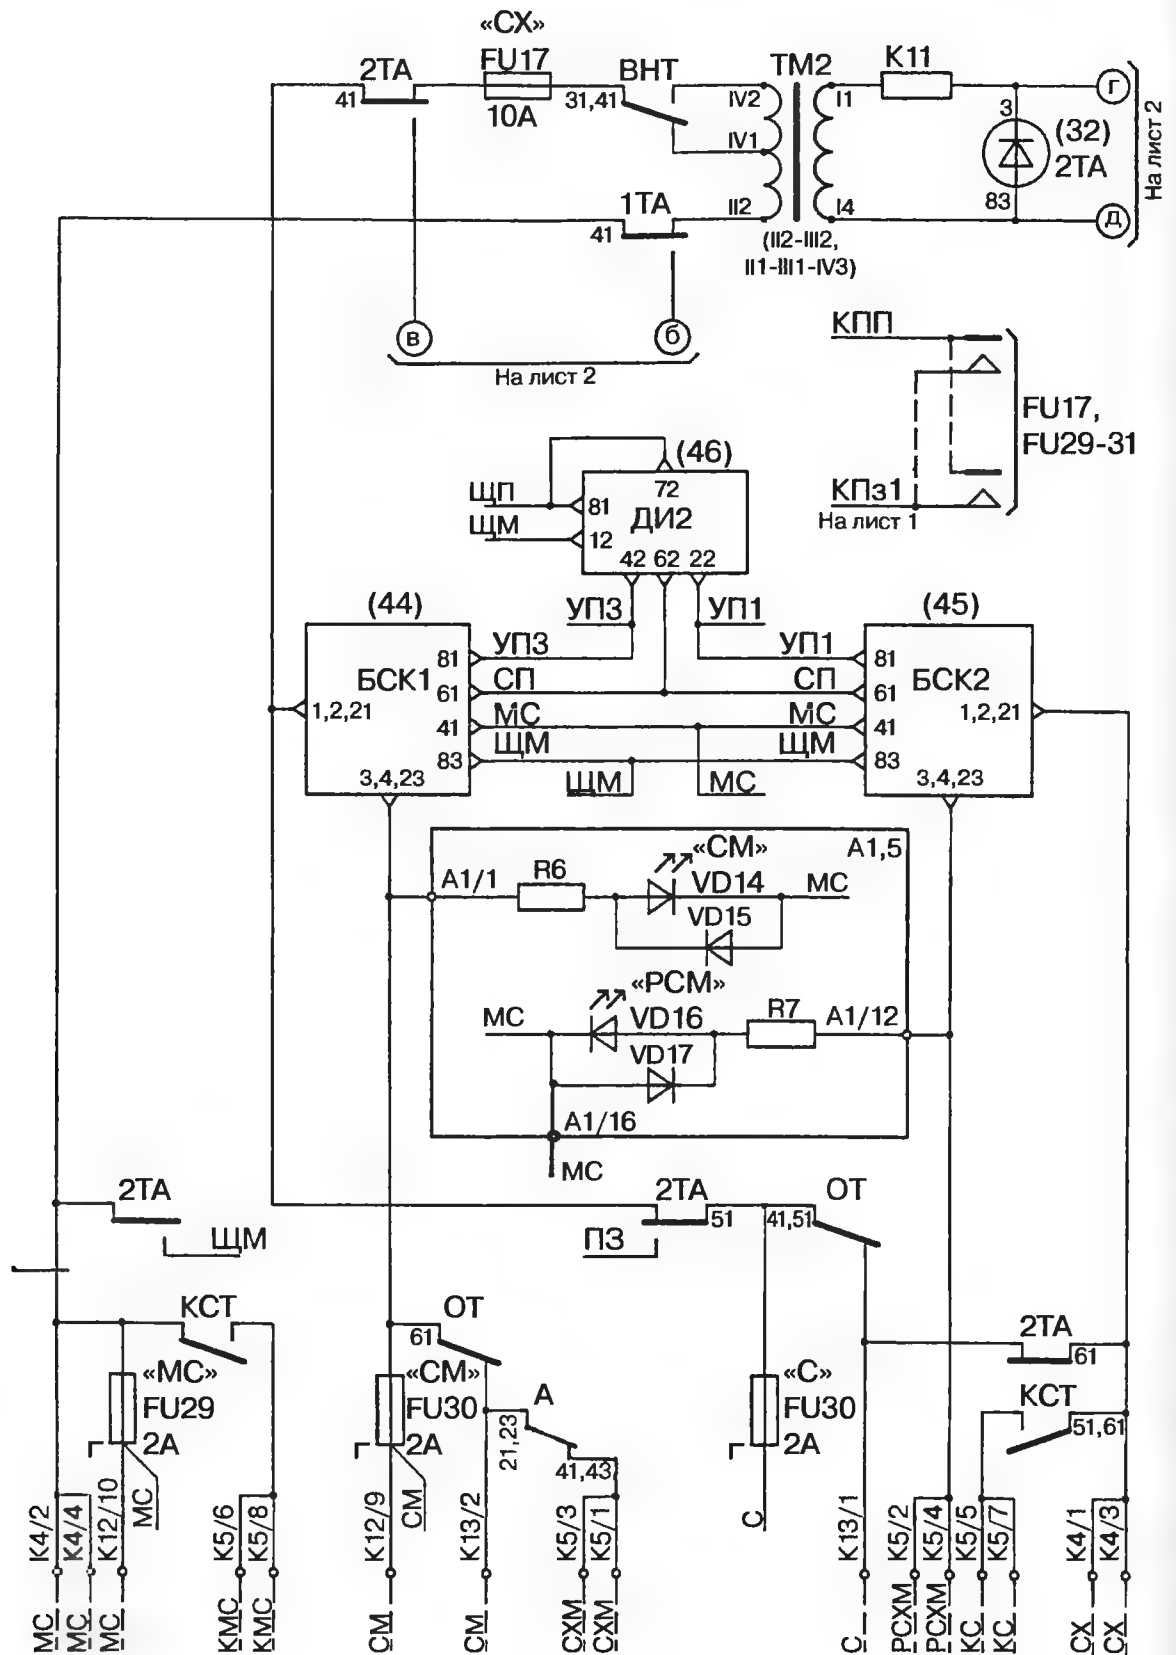 «СХ»
2ТА
FU17
ВНТ
ТМ2
К11
41
10А
31,41
IV2
I1
Г
3
(32)
2ТА
IV1
83
1ТА
II2
I4
Д
41
(II2-III2,
II1-III1-IV3)
На лист 2
в
б
На лист 2
КПП
FU17,
FU29-31
КПз1
На лист 1
(46)
72
ЩП
81
ДИ2
ЩМ
12
42 62 22
УП3
УП1
(44)
(45)
81
УП3
УП1
81
БСК1
СП
СП
БСК2
61
61
1,2,21
МС
МС
1,2,21
41
41
ЩМ
ЩМ
83
83
3,4,23
ЩМ
МС
3,4,23
«СМ»
А1,5
А1/1
R6
VD14
МС
VD15
«РСМ»
МС
VD16
R7
А1/12
VD17
А1/16
МС
2ТА
ЩМ
2ТА
51
41,51
ОТ
ПЗ
КСТ
ОТ
61
2ТА
61
«МС»
FU29
2А
«СМ»
FU30
2А
А
21,23
41,43
«С»
FU30
2А
КСТ
51,61
МС
СМ
С
К4/2
К4/4
К12/10
К5/6
К5/8
К12/9
К13/2
К5/3
К5/1
К13/1
К5/2
К5/4
К5/5
К5/7
К4/1
К4/3
МС
МС
МС
КМС
КМС
СМ
СМ
СХМ
СХМ
С
РСХМ
РСХМ
КС
КС
СХ
СХ